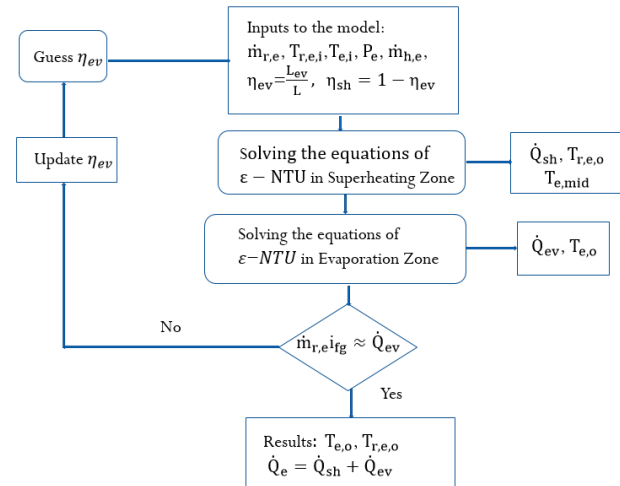 Inputs to the model:
Guess η_ev
ṁ_r,e, T_r,e,i, T_e,i, P_e, ṁ_h,e,
η_ev=L_ev/L, η_sh = 1 − η_ev
Update η_ev
Solving the equations of
ε − NTU in Superheating Zone
Q̇_sh, T_r,e,o
T_e,mid
Solving the equations of
ε−NTU in Evaporation Zone
Q̇_ev, T_e,o
No
ṁ_r,e i_fg ≈ Q̇_ev
Yes
Results: T_e,o, T_r,e,o
Q̇_e = Q̇_sh + Q̇_ev